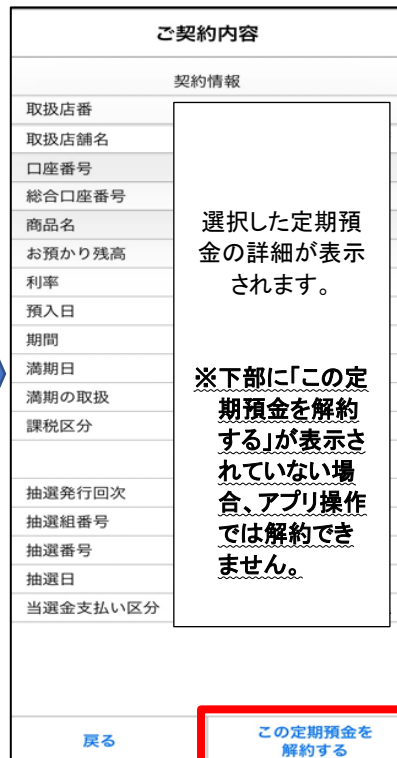 ご契約内容
契約情報
取扱店番
取扱店舗名
口座番号
総合口座番号
商品名
お預かり残高
利率
預入日
期間
満期日
満期の取扱
課税区分
抽選発行回次
抽選組番号
抽選番号
抽選日
当選金支払い区分
選択した定期預
金の詳細が表示
されます。
※下部に「この定
期預金を解約
する」が表示さ
れていない場
合、アプリ操作
では解約でき
ません。
戻る
この定期預金を
解約する